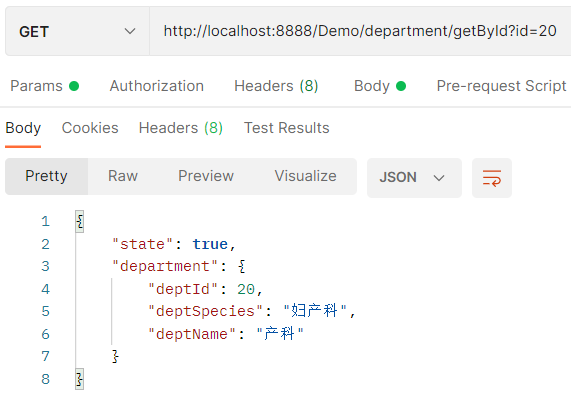 GET http://localhost:8888/Demo/department/getById?id=20
Params Authorization Headers (8) Body Pre-request Script
Body Cookies Headers (8) Test Results
Pretty Raw Preview Visualize JSON
1 {
2 "state": true,
3 "department": {
4 "deptId": 20,
5 "deptSpecies": "妇产科",
6 "deptName": "产科"
7 }
8 }